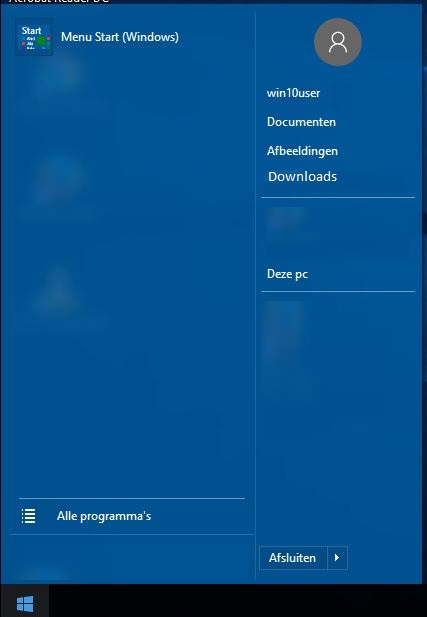 Acrobat Reader DC
Start
Menu Start (Windows)
win10user
Documenten
Afbeeldingen
Downloads
Deze pc
Alle programma's
Afsluiten